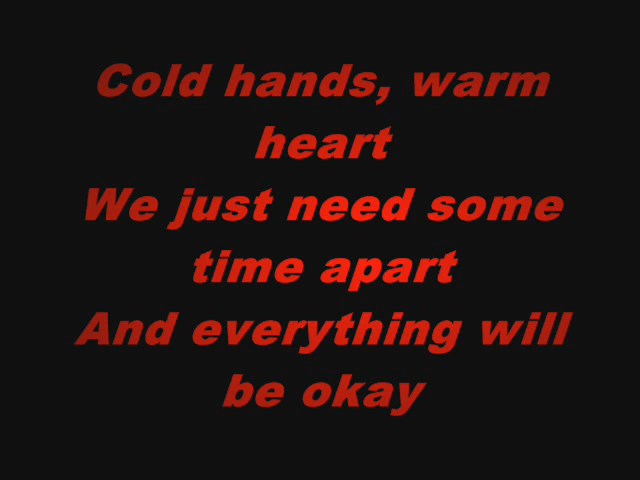 Cold hands, warm
heart
We just need some
time apart
And everything will
be okay